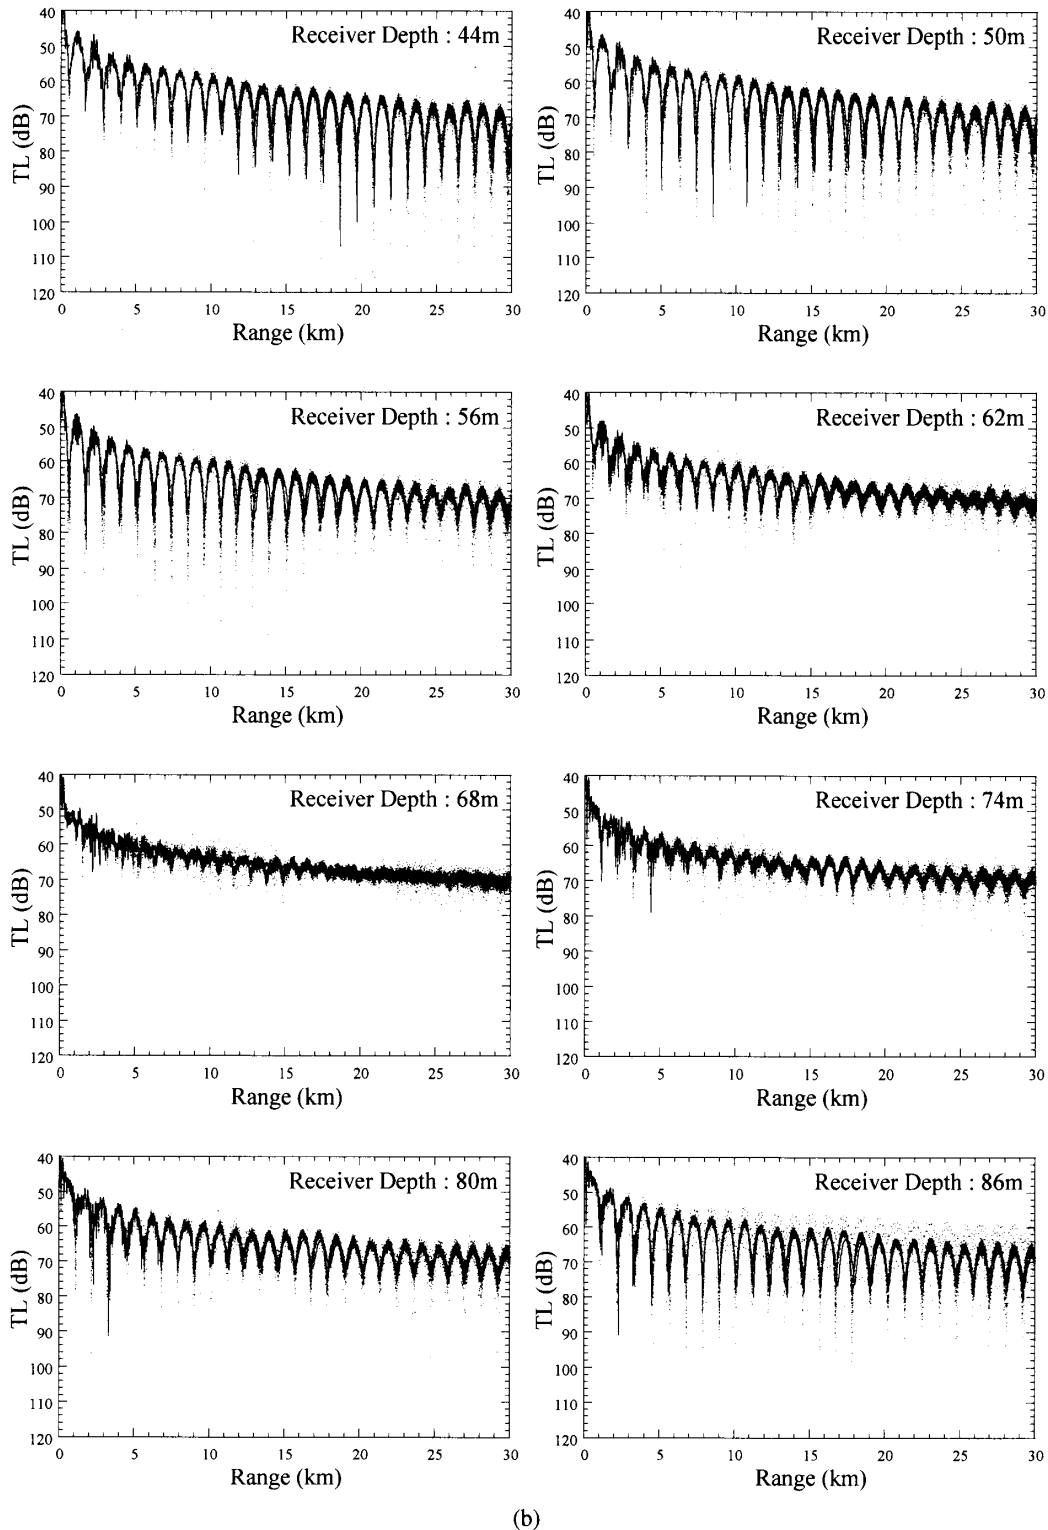 Receiver Depth : 44m
TL (dB)
40
50
60
70
80
90
100
110
120
0 5 10 15 20 25 30
Range (km)
Receiver Depth : 50m
TL (dB)
40
50
60
70
80
90
100
110
120
0 5 10 15 20 25 30
Range (km)
Receiver Depth : 56m
TL (dB)
40
50
60
70
80
90
100
110
120
0 5 10 15 20 25 30
Range (km)
Receiver Depth : 62m
TL (dB)
40
50
60
70
80
90
100
110
120
0 5 10 15 20 25 30
Range (km)
Receiver Depth : 68m
TL (dB)
40
50
60
70
80
90
100
110
120
0 5 10 15 20 25 30
Range (km)
Receiver Depth : 74m
TL (dB)
40
50
60
70
80
90
100
110
120
0 5 10 15 20 25 30
Range (km)
Receiver Depth : 80m
TL (dB)
40
50
60
70
80
90
100
110
120
0 5 10 15 20 25 30
Range (km)
Receiver Depth : 86m
TL (dB)
40
50
60
70
80
90
100
110
120
0 5 10 15 20 25 30
Range (km)
(b)